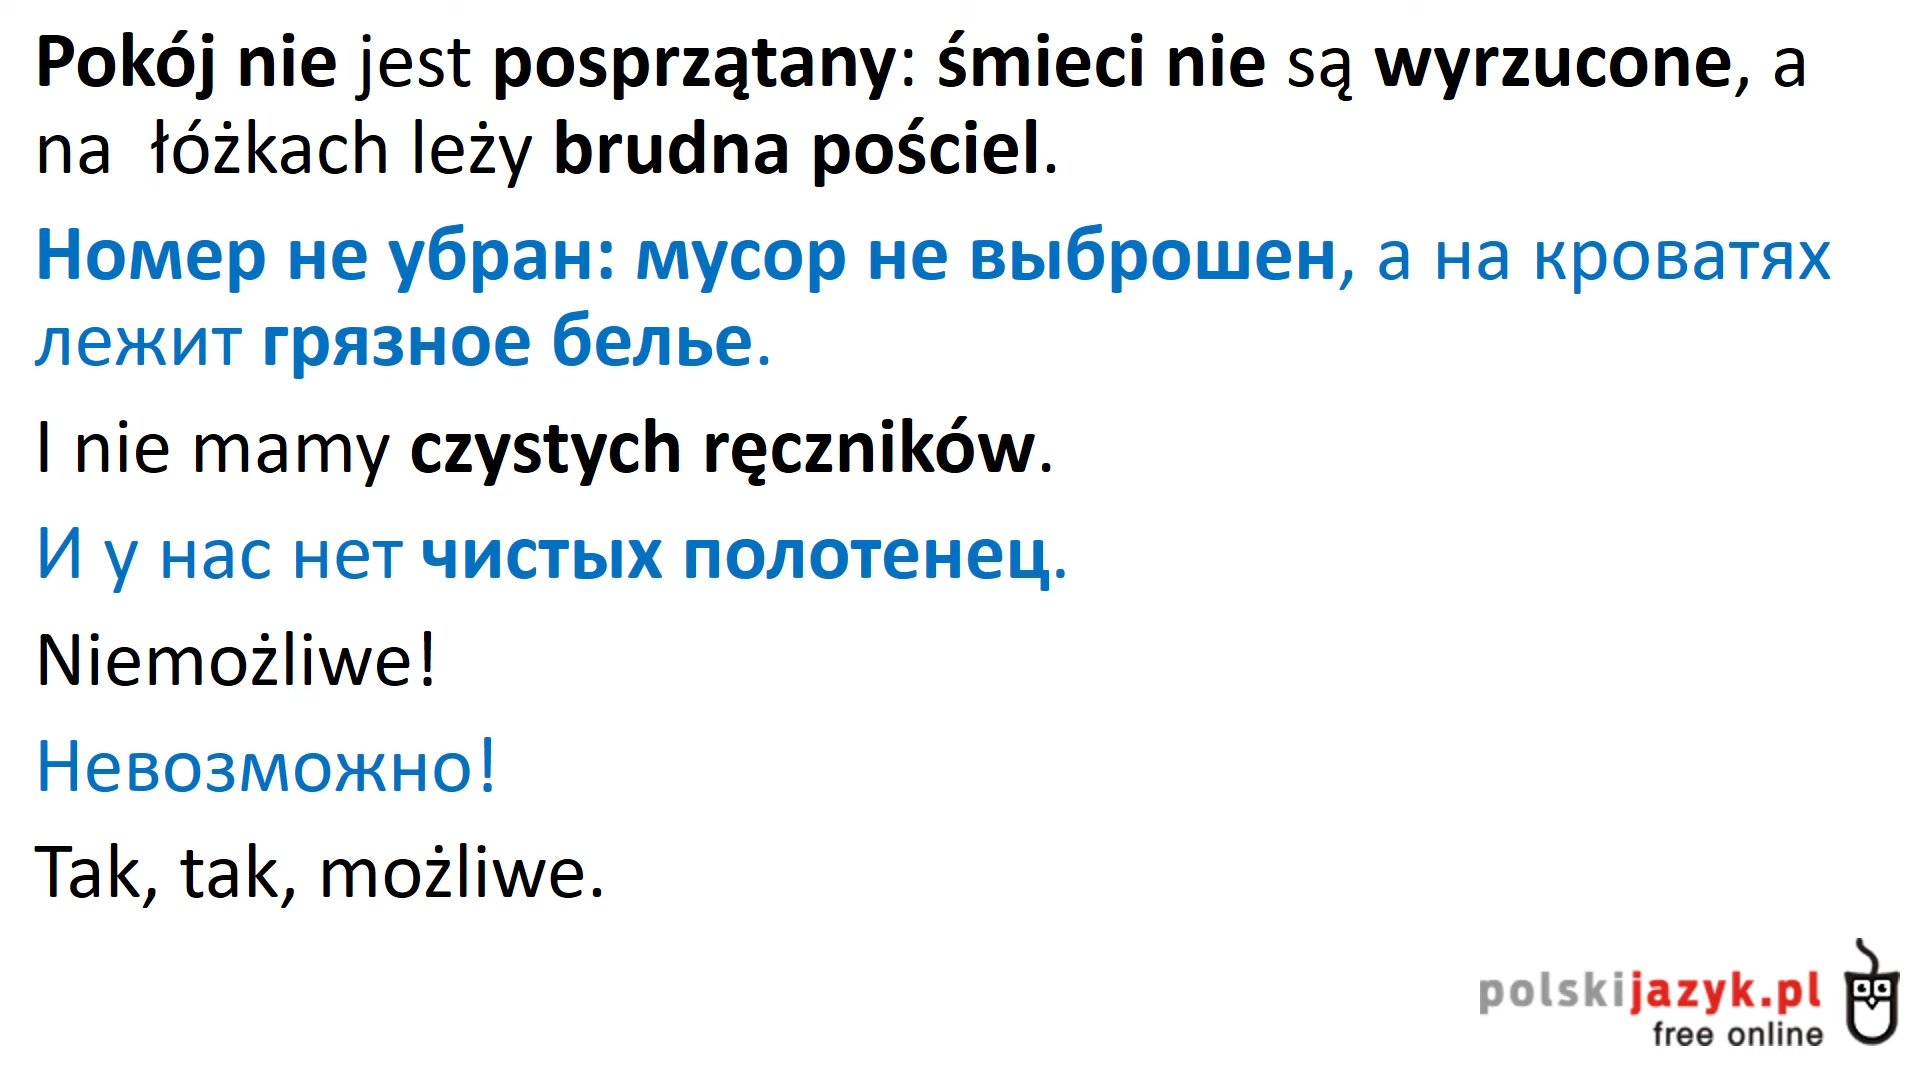 Pokój nie jest posprzątany: śmieci nie są wyrzucone, a
na łóżkach leży brudna pościel.
Номер не убран: мусор не выброшен, а на кроватях
лежит грязное белье.
I nie mamy czystych ręczników.
И у нас нет чистых полотенец.
Niemożliwe!
Невозможно!
Tak, tak, możliwe.
polskijazyk.pl
free online